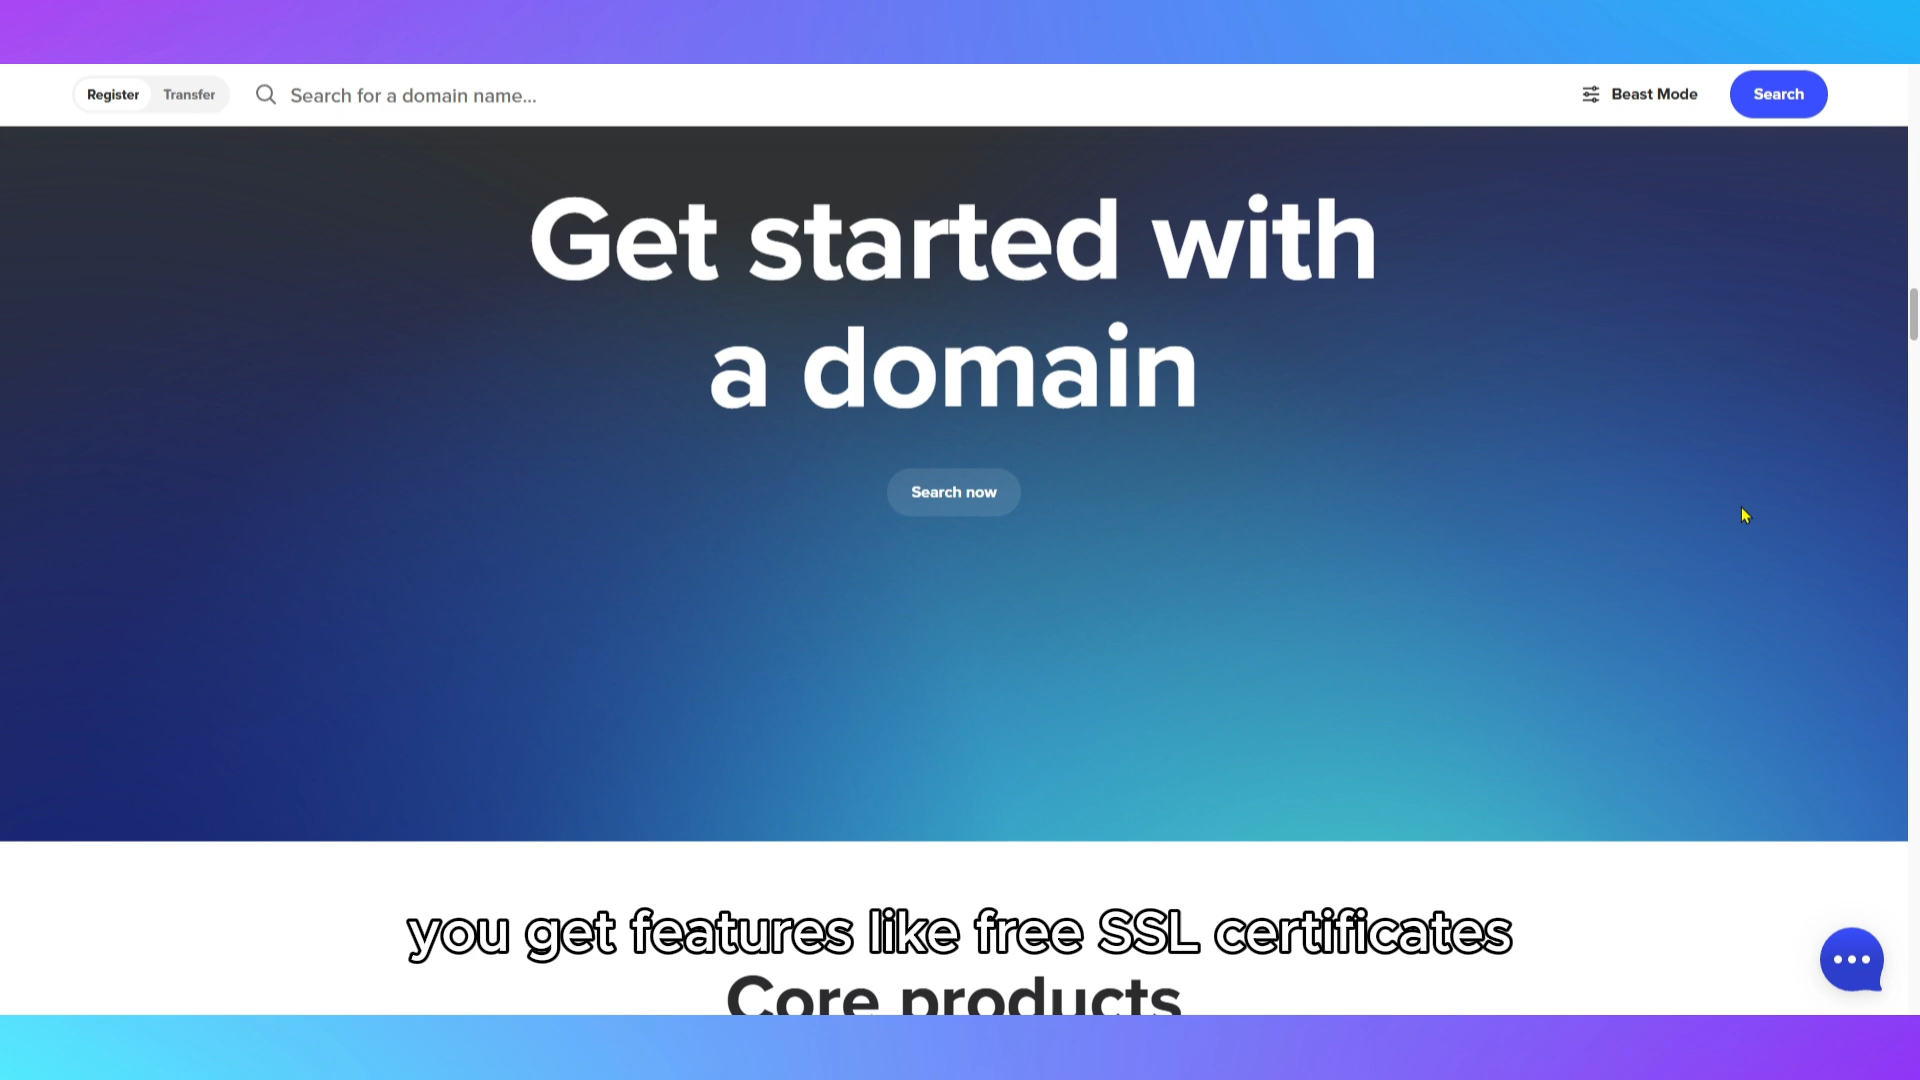 Register Transfer Search for a domain name... Beast Mode Search
Get started with
a domain
Search now
you get features like free SSL certificates
Core products